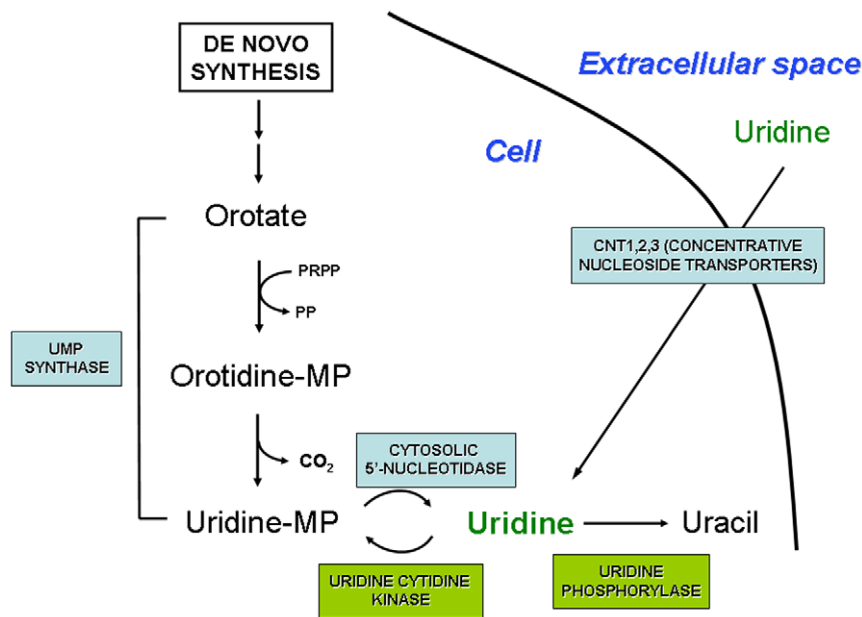 DE NOVO
SYNTHESIS
Extracellular space
Uridine
Cell
Orotate
CNT1,2,3 (CONCENTRATIVE
NUCLEOSIDE TRANSPORTERS)
PRPP
PP
UMP
SYNTHASE
Orotidine-MP
CO₂
CYTOSOLIC
5’-NUCLEOTIDASE
Uridine-MP
Uridine
Uracil
URIDINE CYTIDINE
KINASE
URIDINE
PHOSPHORYLASE